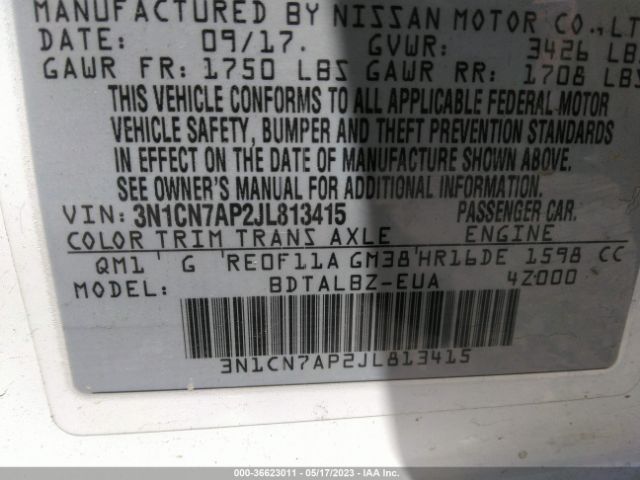 MANUFACTURED BY NISSAN MOTOR CO., LT
DATE: 09/17. GVWR: 3426 LBS
GAWR FR: 1750 LBS GAWR RR: 1708 LBS
THIS VEHICLE CONFORMS TO ALL APPLICABLE FEDERAL MOTOR
VEHICLE SAFETY, BUMPER AND THEFT PREVENTION STANDARDS
IN EFFECT ON THE DATE OF MANUFACTURE SHOWN ABOVE.
SEE OWNER'S MANUAL FOR ADDITIONAL INFORMATION.
VIN: 3N1CN7AP2JL813415 PASSENGER CAR.
COLOR TRIM TRANS AXLE ENGINE
QM1 G RE0F11A GM38 HR16DE 1598 CC
MODEL: BDTALBZ-EUA 4Z000
3N1CN7AP2JL813415
000-36623011 - 05/17/2023 - IAA Inc.